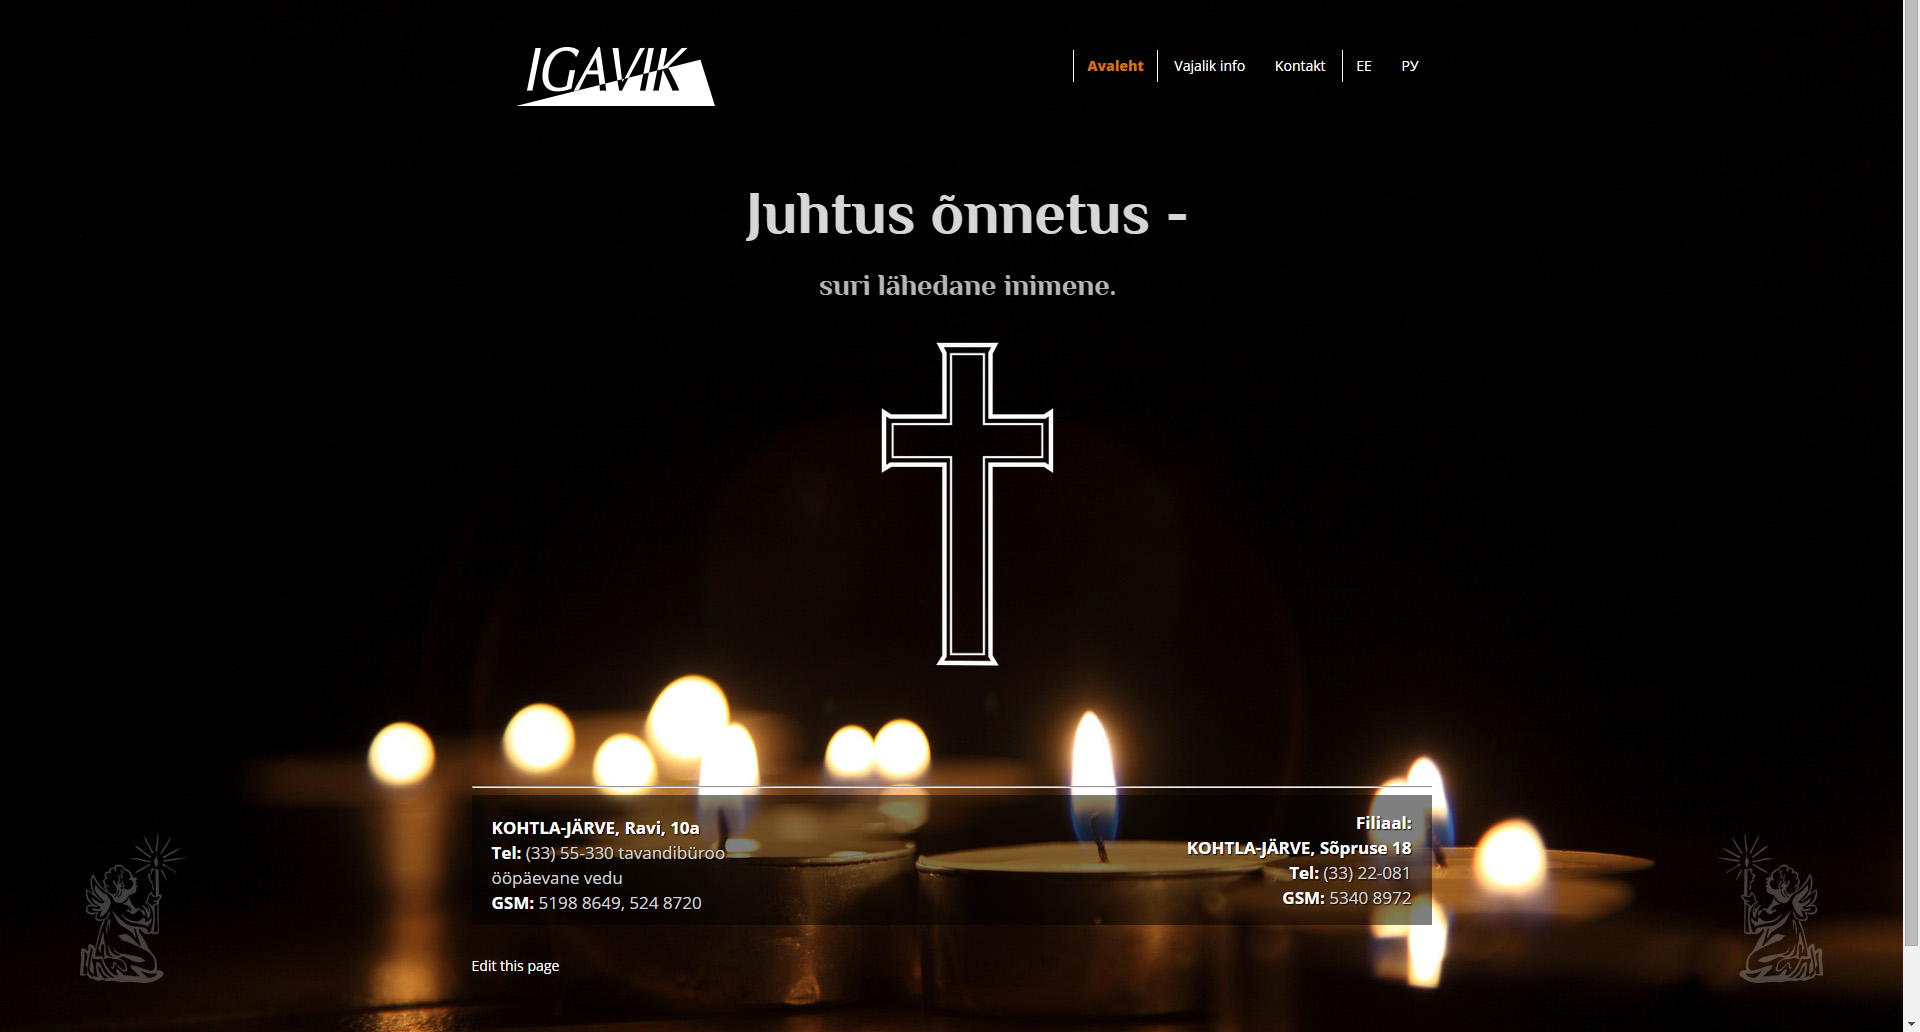 IGAVIK
Avaleht
Vajalik info
Kontakt
EE
РУ
Juhtus õnnetus -
suri lähedane inimene.
KOHTLA-JÄRVE, Ravi, 10a
Tel: (33) 55-330 tavandibüroo
ööpäevane vedu
GSM: 5198 8649, 524 8720
Filiaal:
KOHTLA-JÄRVE, Sõpruse 18
Tel: (33) 22-081
GSM: 5340 8972
Edit this page